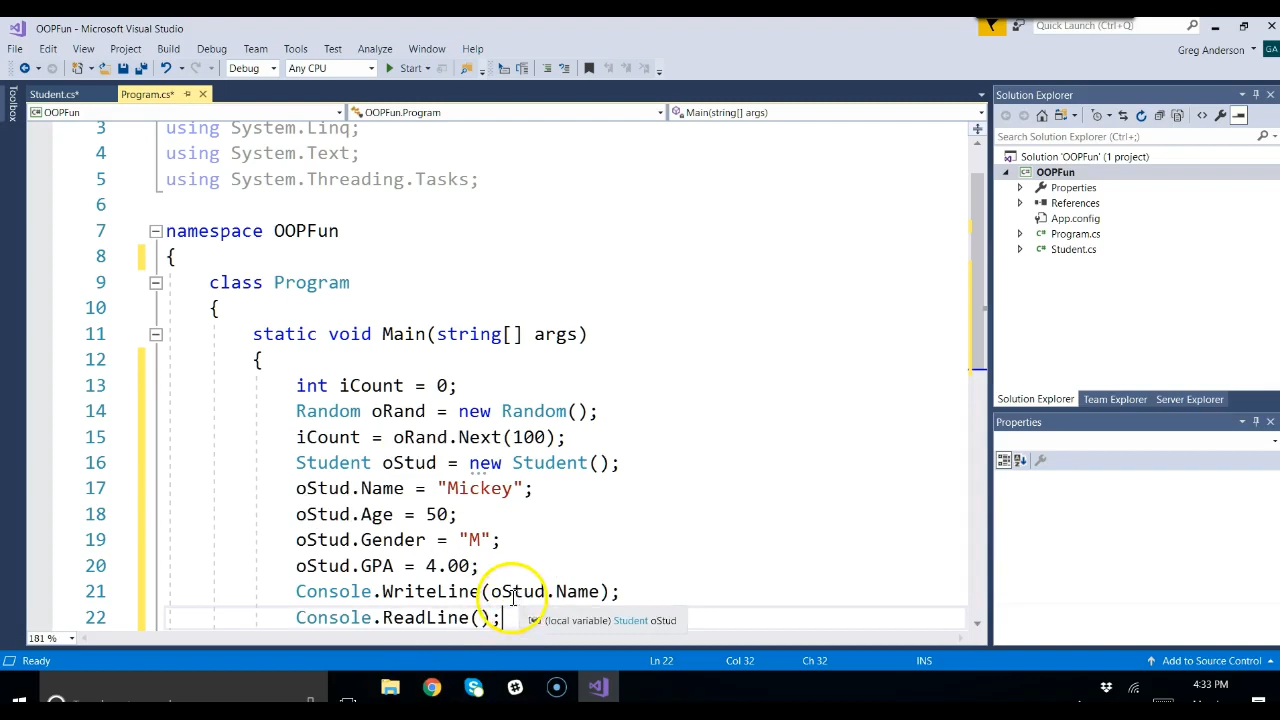 OOPFun - Microsoft Visual Studio
Quick Launch (Ctrl+Q)
File Edit View Project Build Debug Team Tools Test Analyze Window Help
Greg Anderson GA
Debug Any CPU Start
Toolbox
Student.cs* Program.cs*
OOPFun OOPFun.Program Main(string[] args)
3 using System.Linq;
4 using System.Text;
5 using System.Threading.Tasks;
6
7 namespace OOPFun
8 {
9 class Program
10 {
11 static void Main(string[] args)
12 {
13 int iCount = 0;
14 Random oRand = new Random();
15 iCount = oRand.Next(100);
16 Student oStud = new Student();
17 oStud.Name = "Mickey";
18 oStud.Age = 50;
19 oStud.Gender = "M";
20 oStud.GPA = 4.00;
21 Console.WriteLine(oStud.Name);
22 Console.ReadLine();
(local variable) Student oStud
181 %
Solution Explorer
Search Solution Explorer (Ctrl+;)
Solution 'OOPFun' (1 project)
OOPFun
Properties
References
App.config
Program.cs
Student.cs
Solution Explorer Team Explorer Server Explorer
Properties
Ready Ln 22 Col 32 Ch 32 INS Add to Source Control
4:33 PM